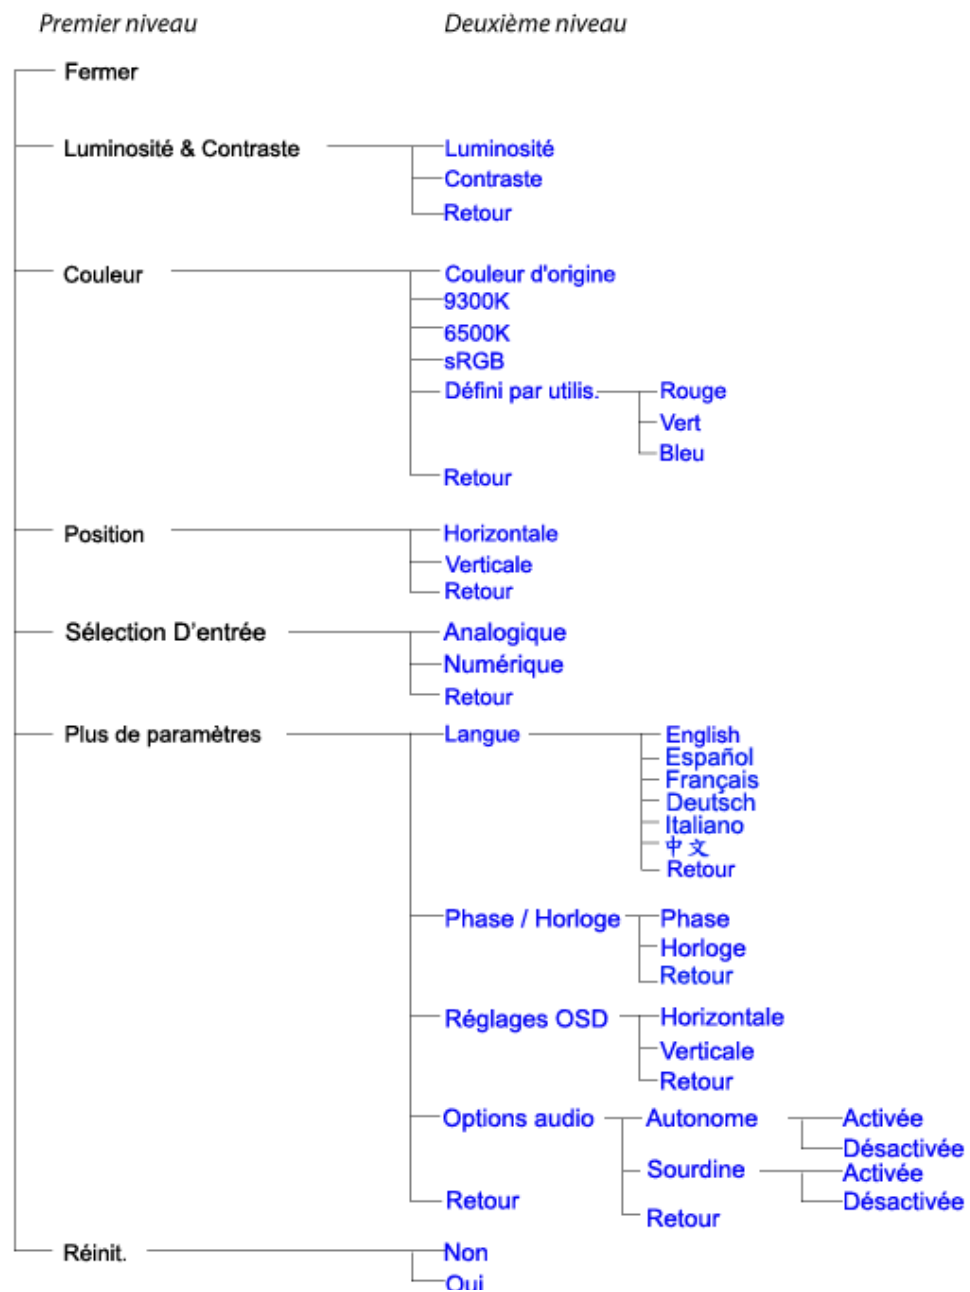 Premier niveau
Deuxième niveau
Fermer
Luminosité & Contraste
Luminosité
Contraste
Retour
Couleur
Couleur d'origine
9300K
6500K
sRGB
Défini par utilis.
Rouge
Vert
Bleu
Retour
Position
Horizontale
Verticale
Retour
Sélection D’entrée
Analogique
Numérique
Retour
Plus de paramètres
Langue
English
Español
Français
Deutsch
Italiano
中文
Retour
Phase / Horloge
Phase
Horloge
Retour
Réglages OSD
Horizontale
Verticale
Retour
Options audio
Autonome
Activée
Désactivée
Sourdine
Activée
Désactivée
Retour
Retour
Réinit.
Non
Oui